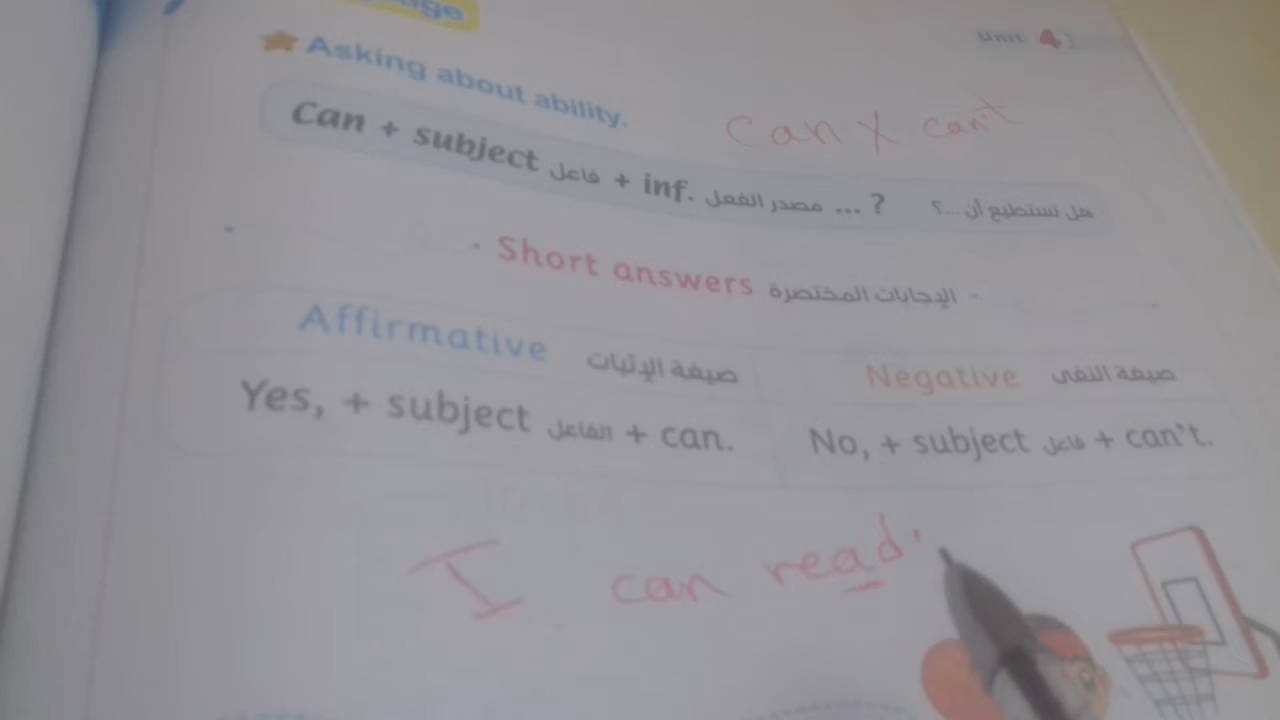 Unit 4
Asking about ability.
can X can't
Can + subject فاعل + inf. مصدر الفعل ... ? هل تستطيع أن ...؟
Short answers الإجابات المختصرة
Affirmative صيغة الإثبات
Negative صيغة النفى
Yes, + subject الفاعل + can.
No, + subject فاعل + can't.
I can read.